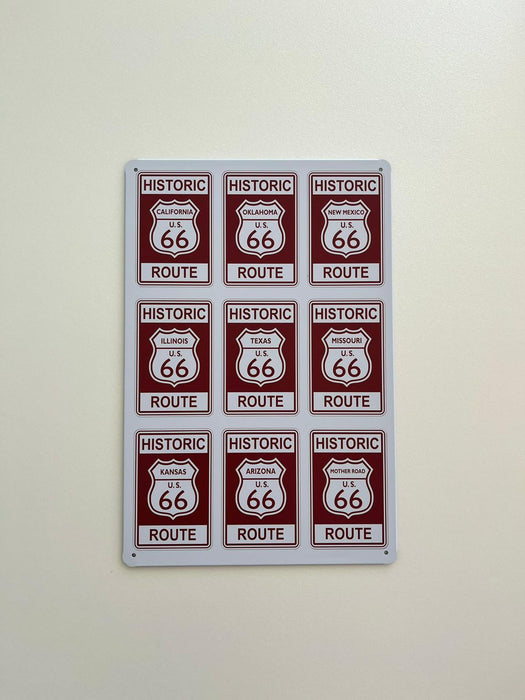 HISTORIC
CALIFORNIA
U.S.
66
ROUTE
HISTORIC
OKLAHOMA
U.S.
66
ROUTE
HISTORIC
NEW MEXICO
U.S.
66
ROUTE
HISTORIC
ILLINOIS
U.S.
66
ROUTE
HISTORIC
TEXAS
U.S.
66
ROUTE
HISTORIC
MISSOURI
U.S.
66
ROUTE
HISTORIC
KANSAS
U.S.
66
ROUTE
HISTORIC
ARIZONA
U.S.
66
ROUTE
HISTORIC
MOTHER ROAD
U.S.
66
ROUTE